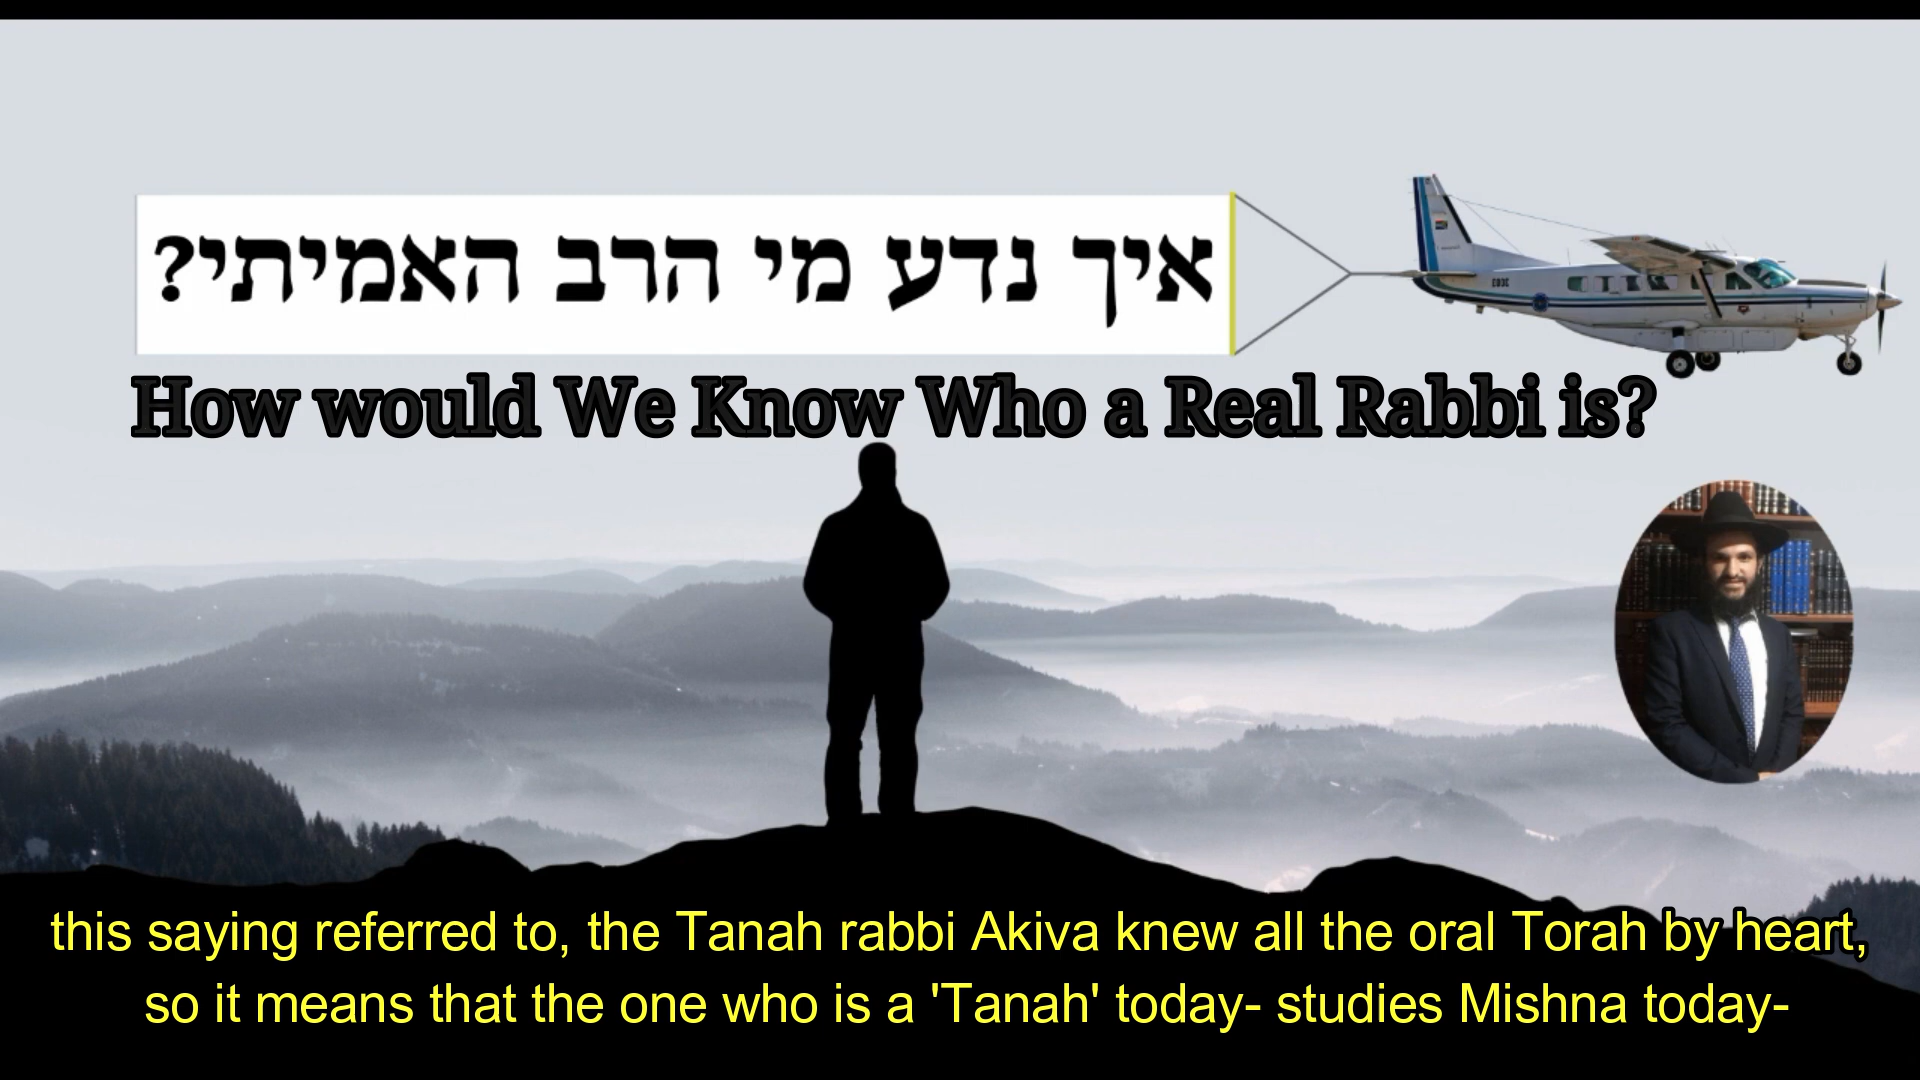 איך נדע מי הרב האמיתי?
How would We Know Who a Real Rabbi is?
this saying referred to, the Tanah rabbi Akiva knew all the oral Torah by heart,
so it means that the one who is a 'Tanah' today- studies Mishna today-